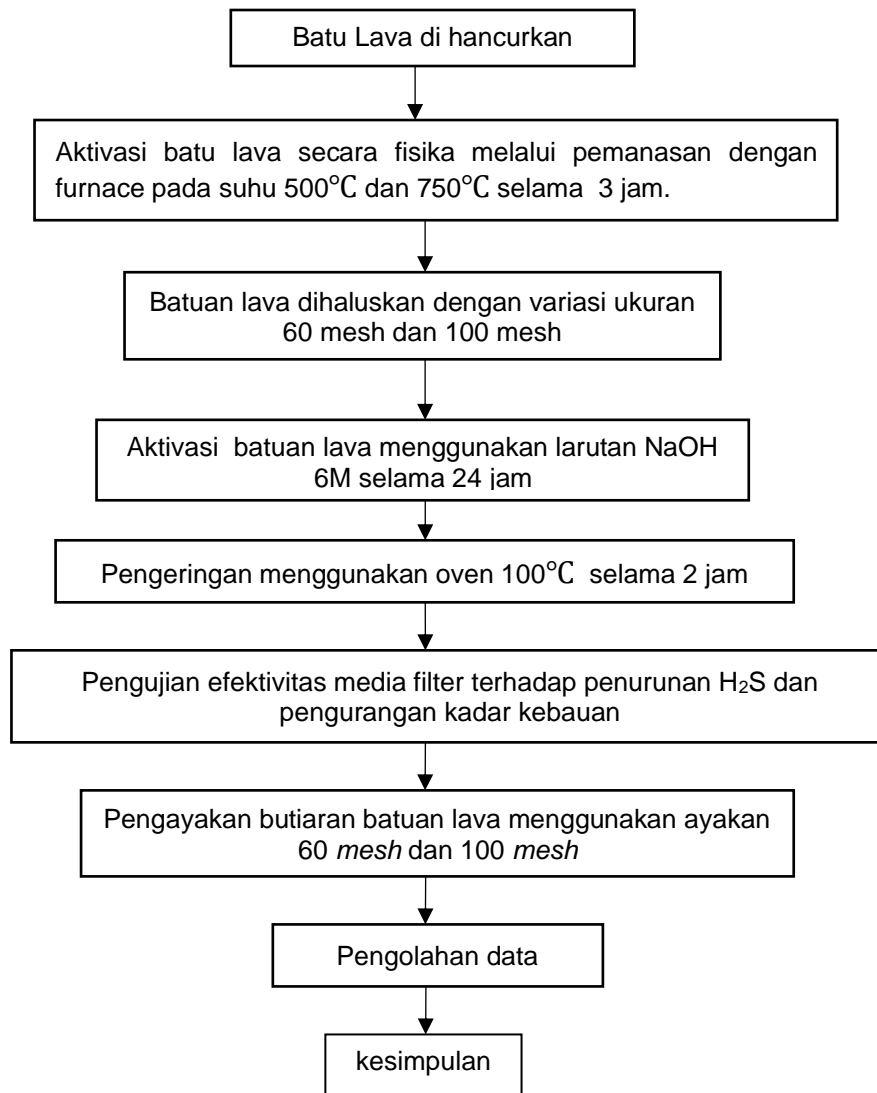 Batu Lava di hancurkan
Aktivasi batu lava secara fisika melalui pemanasan dengan
furnace pada suhu 500℃ dan 750℃ selama 3 jam.
Batuan lava dihaluskan dengan variasi ukuran
60 mesh dan 100 mesh
Aktivasi batuan lava menggunakan larutan NaOH
6M selama 24 jam
Pengeringan menggunakan oven 100℃ selama 2 jam
Pengujian efektivitas media filter terhadap penurunan H₂S dan
pengurangan kadar kebauan
Pengayakan butiaran batuan lava menggunakan ayakan
60 mesh dan 100 mesh
Pengolahan data
kesimpulan